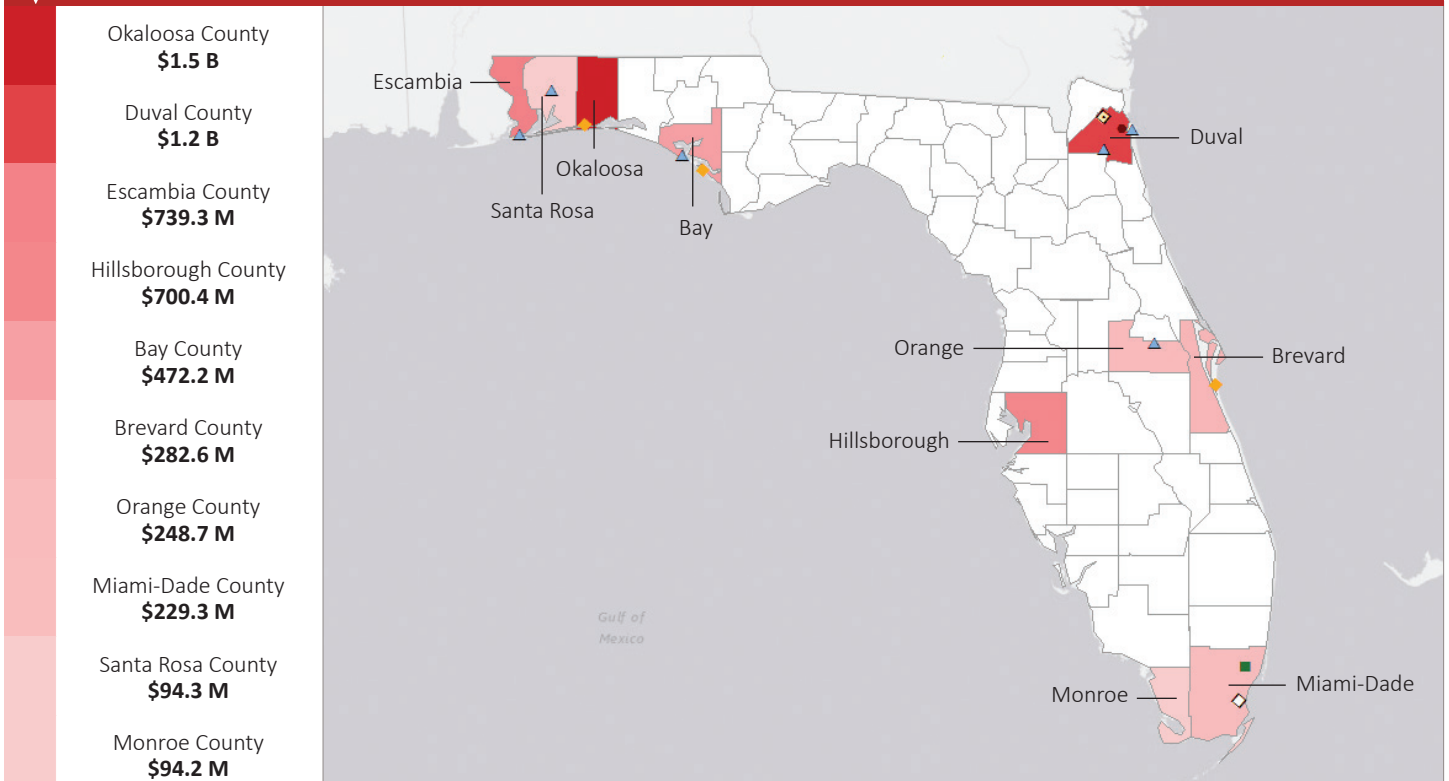 Okaloosa County
$1.5 B
Duval County
$1.2 B
Escambia County
$739.3 M
Hillsborough County
$700.4 M
Bay County
$472.2 M
Brevard County
$282.6 M
Orange County
$248.7 M
Miami-Dade County
$229.3 M
Santa Rosa County
$94.3 M
Monroe County
$94.2 M
Escambia
Santa Rosa
Okaloosa
Bay
Duval
Orange
Brevard
Hillsborough
Gulf of
Mexico
Monroe
Miami-Dade